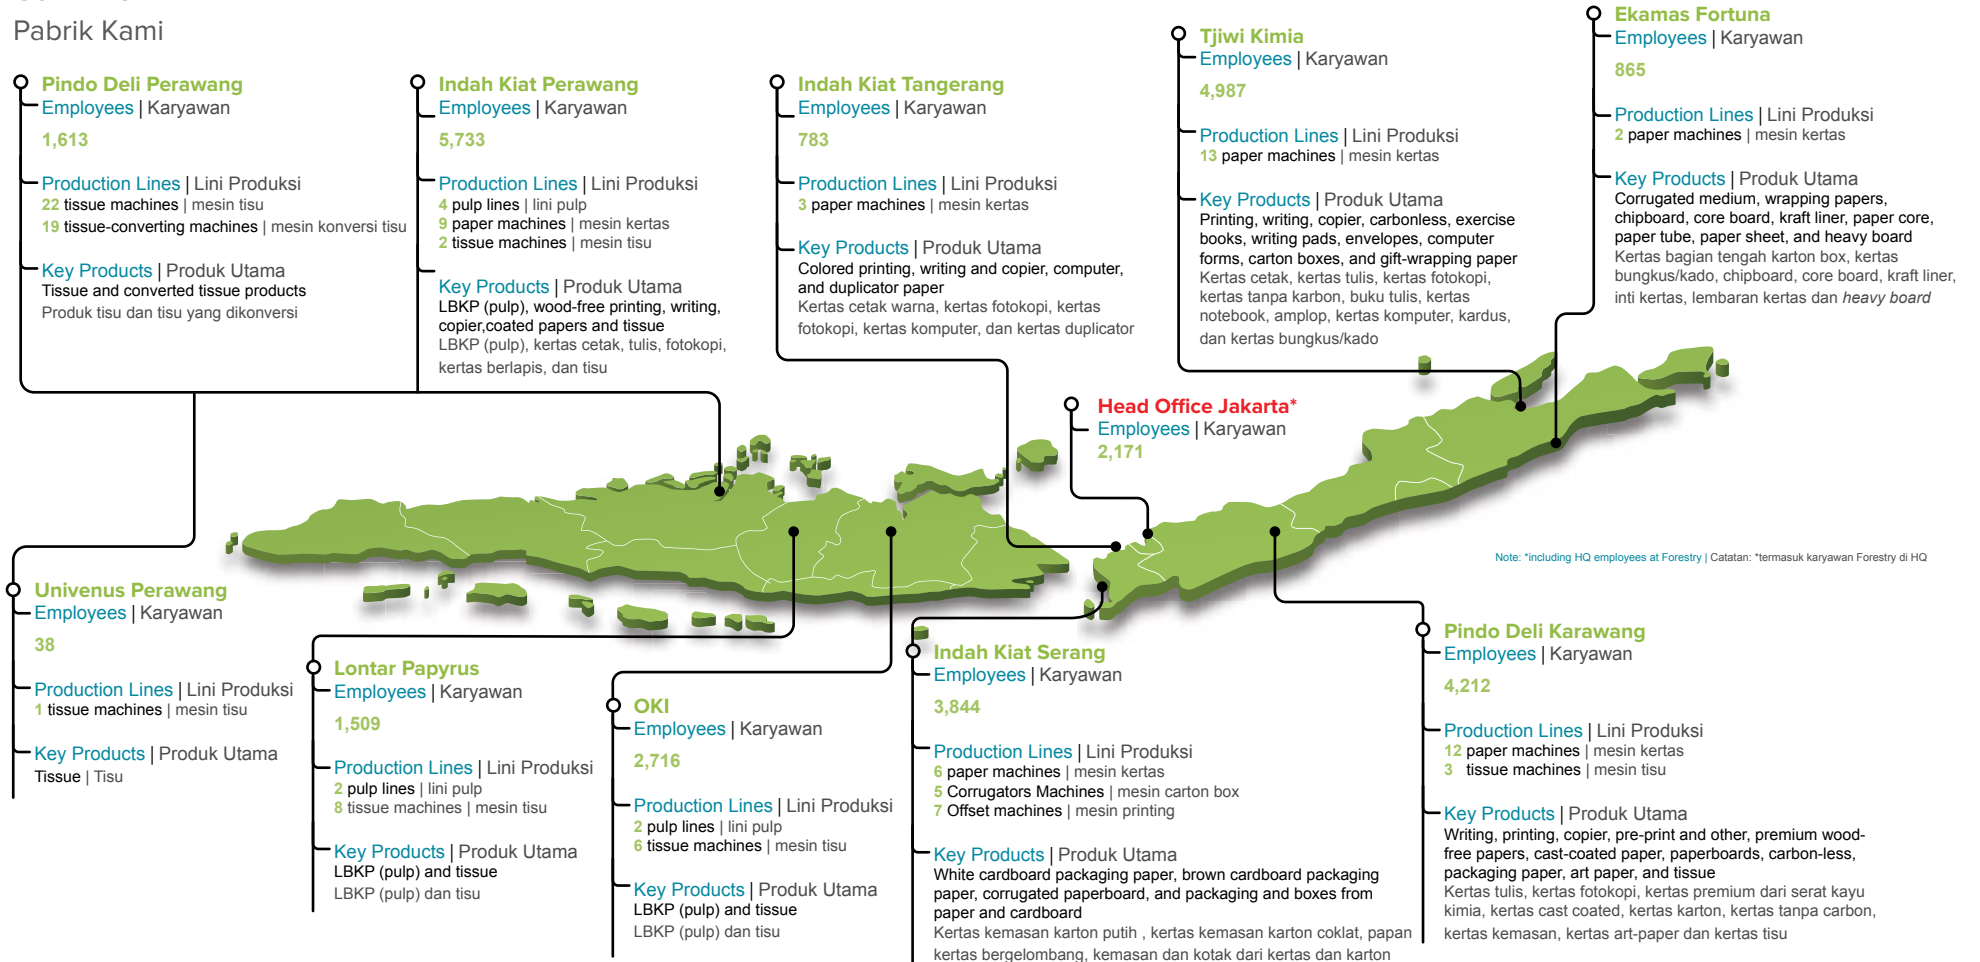 Pabrik Kami
Pindo Deli Perawang
Employees | Karyawan
1,613
Production Lines | Lini Produksi
22 tissue machines | mesin tisu
19 tissue-converting machines | mesin konversi tisu
Key Products | Produk Utama
Tissue and converted tissue products
Produk tisu dan tisu yang dikonversi
Indah Kiat Perawang
Employees | Karyawan
5,733
Production Lines | Lini Produksi
4 pulp lines | lini pulp
9 paper machines | mesin kertas
2 tissue machines | mesin tisu
Key Products | Produk Utama
LBKP (pulp), wood-free printing, writing,
copier,coated papers and tissue
LBKP (pulp), kertas cetak, tulis, fotokopi,
kertas berlapis, dan tisu
Indah Kiat Tangerang
Employees | Karyawan
783
Production Lines | Lini Produksi
3 paper machines | mesin kertas
Key Products | Produk Utama
Colored printing, writing and copier, computer,
and duplicator paper
Kertas cetak warna, kertas fotokopi, kertas
fotokopi, kertas komputer, dan kertas duplicator
Tjiwi Kimia
Employees | Karyawan
4,987
Production Lines | Lini Produksi
13 paper machines | mesin kertas
Key Products | Produk Utama
Printing, writing, copier, carbonless, exercise
books, writing pads, envelopes, computer
forms, carton boxes, and gift-wrapping paper
Kertas cetak, kertas tulis, kertas fotokopi,
kertas tanpa karbon, buku tulis, kertas
notebook, amplop, kertas komputer, kardus,
dan kertas bungkus/kado
Ekamas Fortuna
Employees | Karyawan
865
Production Lines | Lini Produksi
2 paper machines | mesin kertas
Key Products | Produk Utama
Corrugated medium, wrapping papers,
chipboard, core board, kraft liner, paper core,
paper tube, paper sheet, and heavy board
Kertas bagian tengah karton box, kertas
bungkus/kado, chipboard, core board, kraft liner,
inti kertas, lembaran kertas dan heavy board
Head Office Jakarta*
Employees | Karyawan
2,171
Note: *including HQ employees at Forestry | Catatan: *termasuk karyawan Forestry di HQ
Univenus Perawang
Employees | Karyawan
38
Production Lines | Lini Produksi
1 tissue machines | mesin tisu
Key Products | Produk Utama
Tissue | Tisu
Lontar Papyrus
Employees | Karyawan
1,509
Production Lines | Lini Produksi
2 pulp lines | lini pulp
8 tissue machines | mesin tisu
Key Products | Produk Utama
LBKP (pulp) and tissue
LBKP (pulp) dan tisu
OKI
Employees | Karyawan
2,716
Production Lines | Lini Produksi
2 pulp lines | lini pulp
6 tissue machines | mesin tisu
Key Products | Produk Utama
LBKP (pulp) and tissue
LBKP (pulp) dan tisu
Indah Kiat Serang
Employees | Karyawan
3,844
Production Lines | Lini Produksi
6 paper machines | mesin kertas
5 Corrugators Machines | mesin carton box
7 Offset machines | mesin printing
Key Products | Produk Utama
White cardboard packaging paper, brown cardboard packaging
paper, corrugated paperboard, and packaging and boxes from
paper and cardboard
Kertas kemasan karton putih , kertas kemasan karton coklat, papan
kertas bergelombang, kemasan dan kotak dari kertas dan karton
Pindo Deli Karawang
Employees | Karyawan
4,212
Production Lines | Lini Produksi
12 paper machines | mesin kertas
3 tissue machines | mesin tisu
Key Products | Produk Utama
Writing, printing, copier, pre-print and other, premium wood-
free papers, cast-coated paper, paperboards, carbon-less,
packaging paper, art paper, and tissue
Kertas tulis, kertas fotokopi, kertas premium dari serat kayu
kimia, kertas cast coated, kertas karton, kertas tanpa carbon,
kertas kemasan, kertas art-paper dan kertas tisu